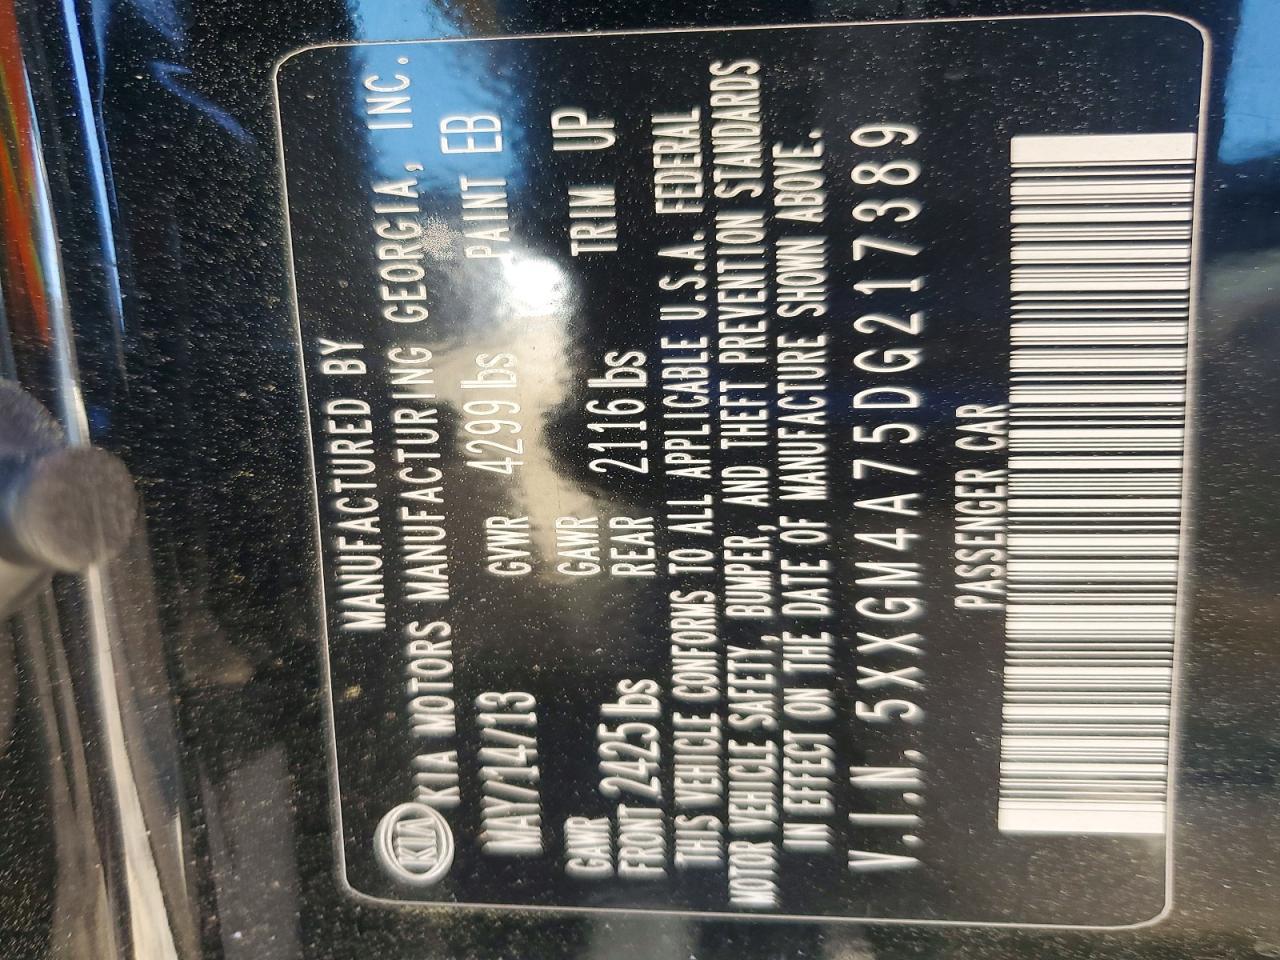 MANUFACTURED BY
KIA KIA MOTORS MANUFACTURING GEORGIA, INC.
MAY/14/13 GVWR 4299 lbs PAINT EB
GAWR FRONT 2425 lbs GAWR REAR 2116 lbs TRIM UP
THIS VEHICLE CONFORMS TO ALL APPLICABLE U.S.A. FEDERAL
MOTOR VEHICLE SAFETY, BUMPER, AND THEFT PREVENTION STANDARDS
IN EFFECT ON THE DATE OF MANUFACTURE SHOWN ABOVE.
V.I.N. 5XXGM4A75DG217389
PASSENGER CAR